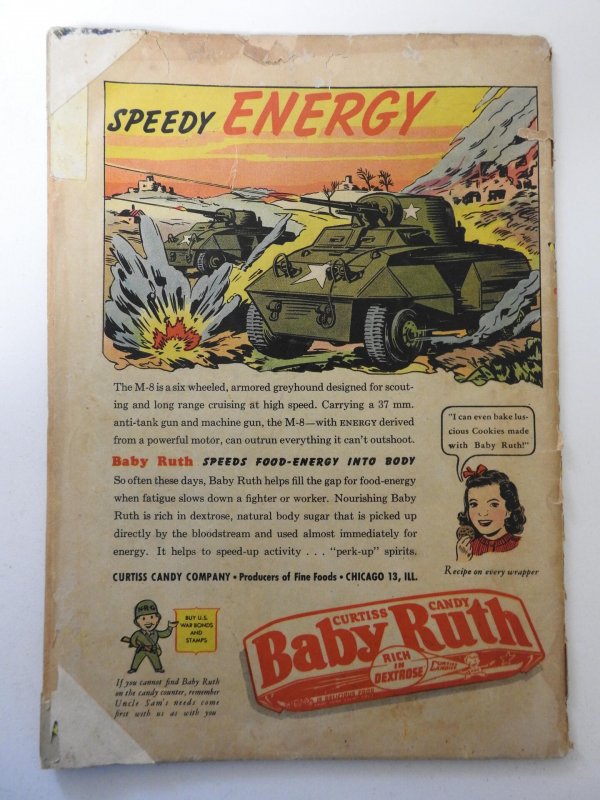 SPEEDY ENERGY
The M-8 is a six wheeled, armored greyhound designed for scout-
ing and long range cruising at high speed. Carrying a 37 mm.
anti-tank gun and machine gun, the M-8—with ENERGY derived
from a powerful motor, can outrun everything it can't outshoot.
Baby Ruth SPEEDS FOOD-ENERGY INTO BODY
So often these days, Baby Ruth helps fill the gap for food-energy
when fatigue slows down a fighter or worker. Nourishing Baby
Ruth is rich in dextrose, natural body sugar that is picked up
directly by the bloodstream and used almost immediately for
energy. It helps to speed-up activity . . . "perk-up" spirits.
CURTISS CANDY COMPANY • Producers of Fine Foods • CHICAGO 13, ILL.
"I can even bake lus-
cious Cookies made
with Baby Ruth!"
Recipe on every wrapper
NRG
BUY U.S.
WAR BONDS
AND
STAMPS
If you cannot find Baby Ruth
on the candy counter, remember
Uncle Sam's needs come
first with us as with you
CURTISS CANDY
Baby Ruth
RICH
IN
DEXTROSE
CURTISS
CANDIES
DELICIOUS FOOD